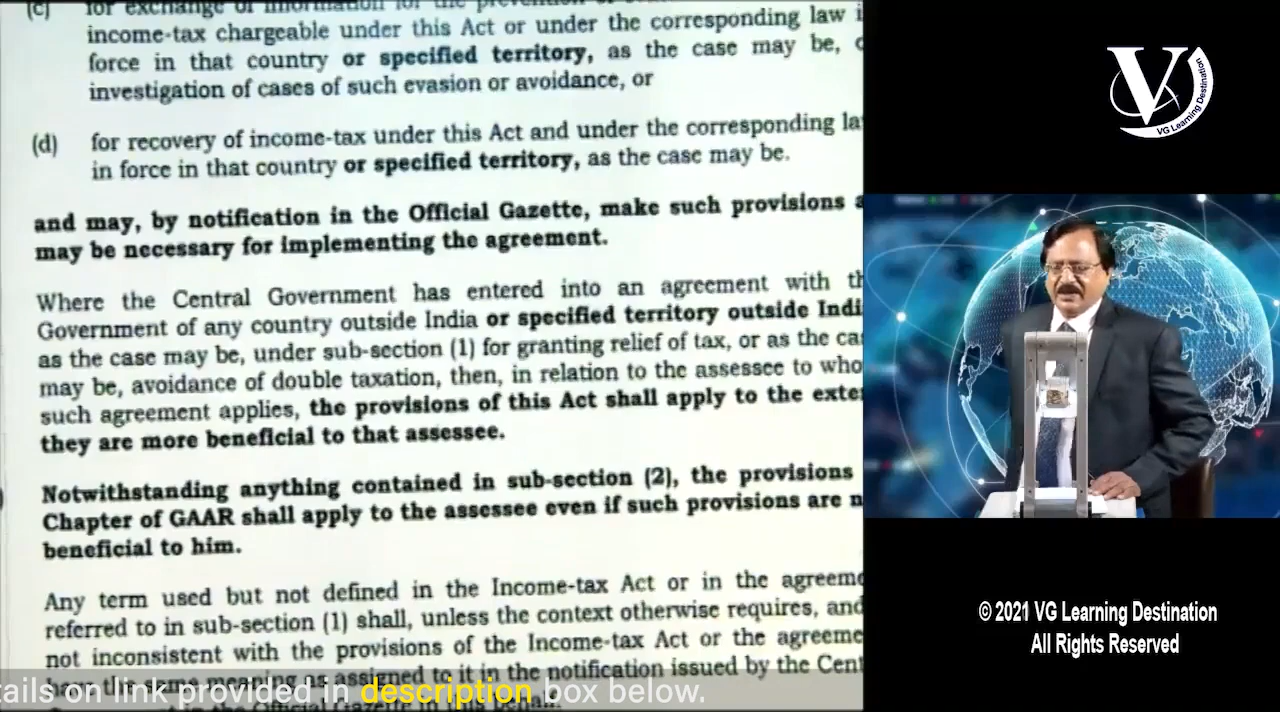 (c) for exchange of information for the prevention
income-tax chargeable under this Act or under the corresponding law
force in that country or specified territory, as the case may be,
investigation of cases of such evasion or avoidance, or
(d) for recovery of income-tax under this Act and under the corresponding
in force in that country or specified territory, as the case may be.
and may, by notification in the Official Gazette, make such provisions
may be necessary for implementing the agreement.
Where the Central Government has entered into an agreement with
Government of any country outside India or specified territory outside
as the case may be, under sub-section (1) for granting relief of tax, or as the
may be, avoidance of double taxation, then, in relation to the assessee to
such agreement applies, the provisions of this Act shall apply to the
they are more beneficial to that assessee.
Notwithstanding anything contained in sub-section (2), the provisions
Chapter of GAAR shall apply to the assessee even if such provisions are
beneficial to him.
Any term used but not defined in the Income-tax Act or in the
referred to in sub-section (1) shall, unless the context otherwise requires, and
not inconsistent with the provisions of the Income-tax Act or the
have the same meaning as assigned to it in the notification issued by the
Official Gazette in this behalf.
on link provided in description box below.
V
VG Learning Destination
© 2021 VG Learning Destination
All Rights Reserved